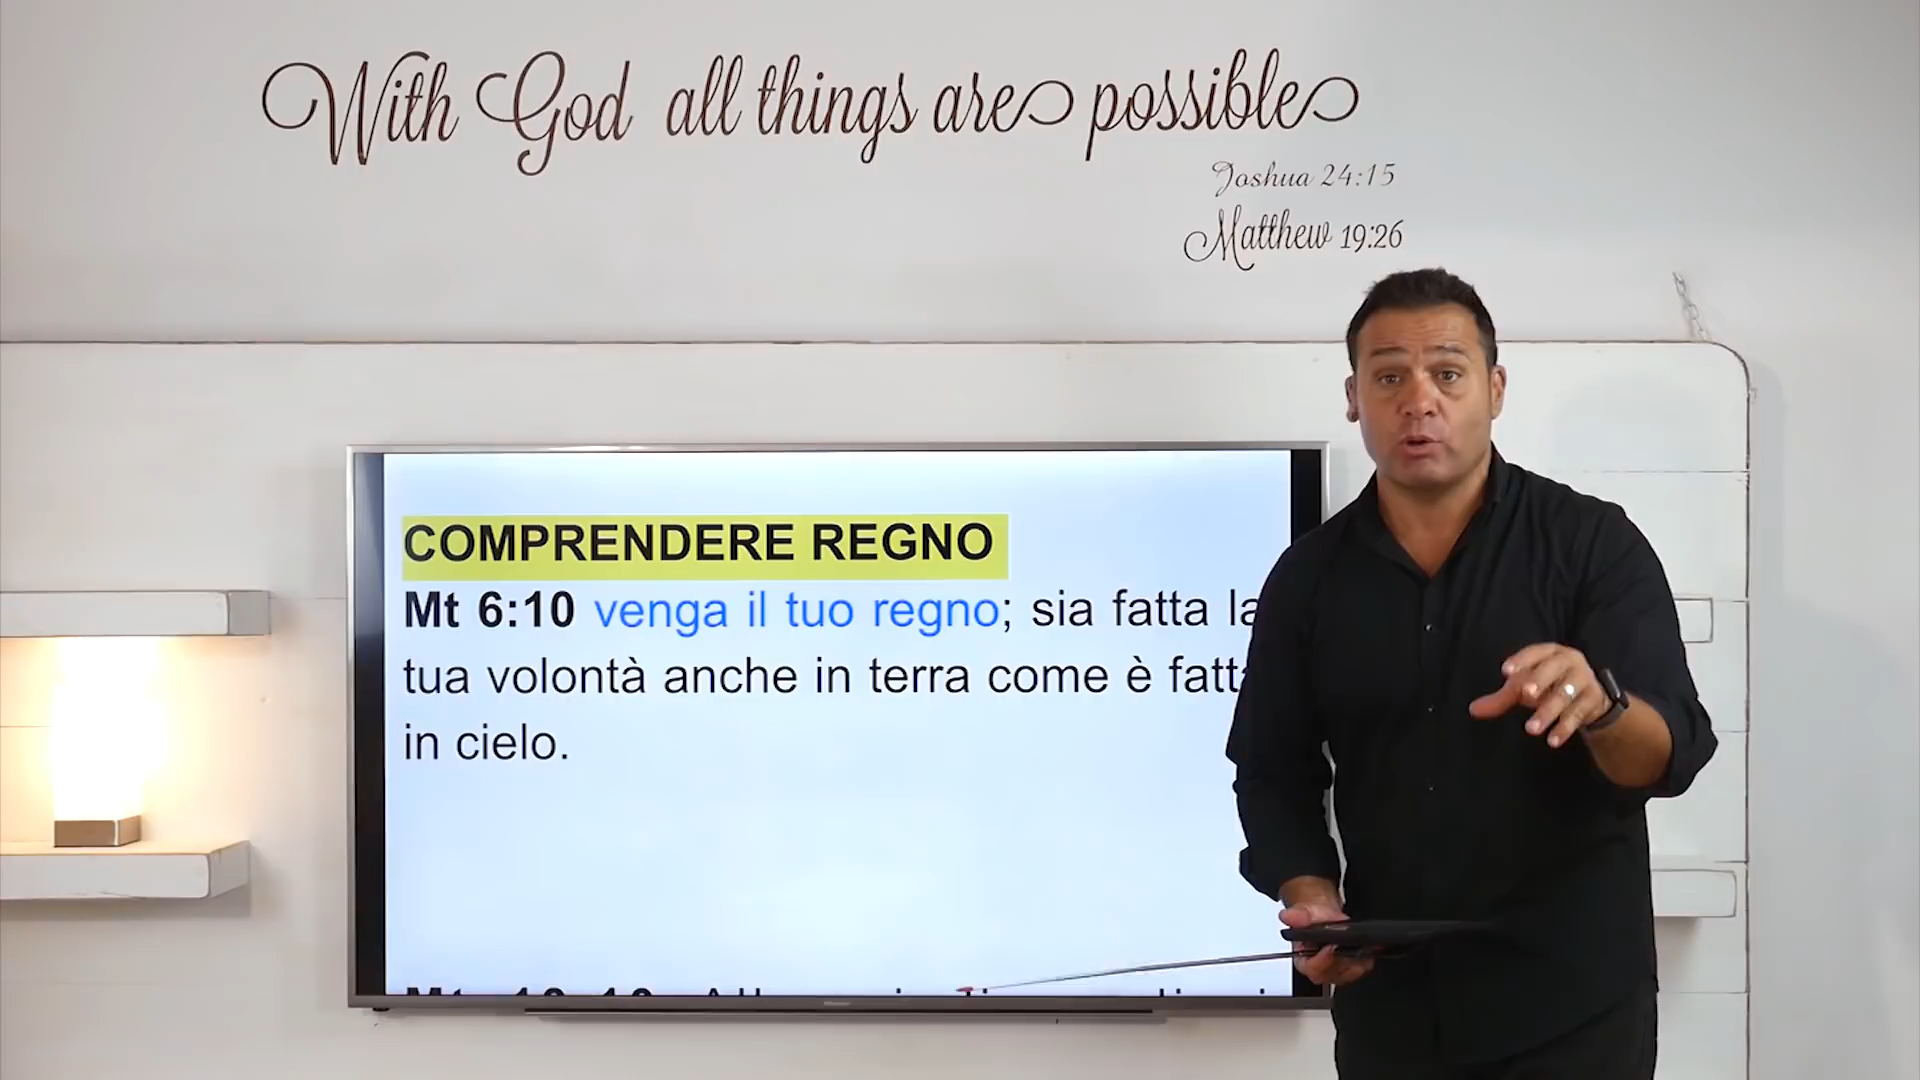 With God all things are possible
Joshua 24:15
Matthew 19:26
COMPRENDERE REGNO
Mt 6:10 venga il tuo regno; sia fatta la
tua volontà anche in terra come è fatta
in cielo.